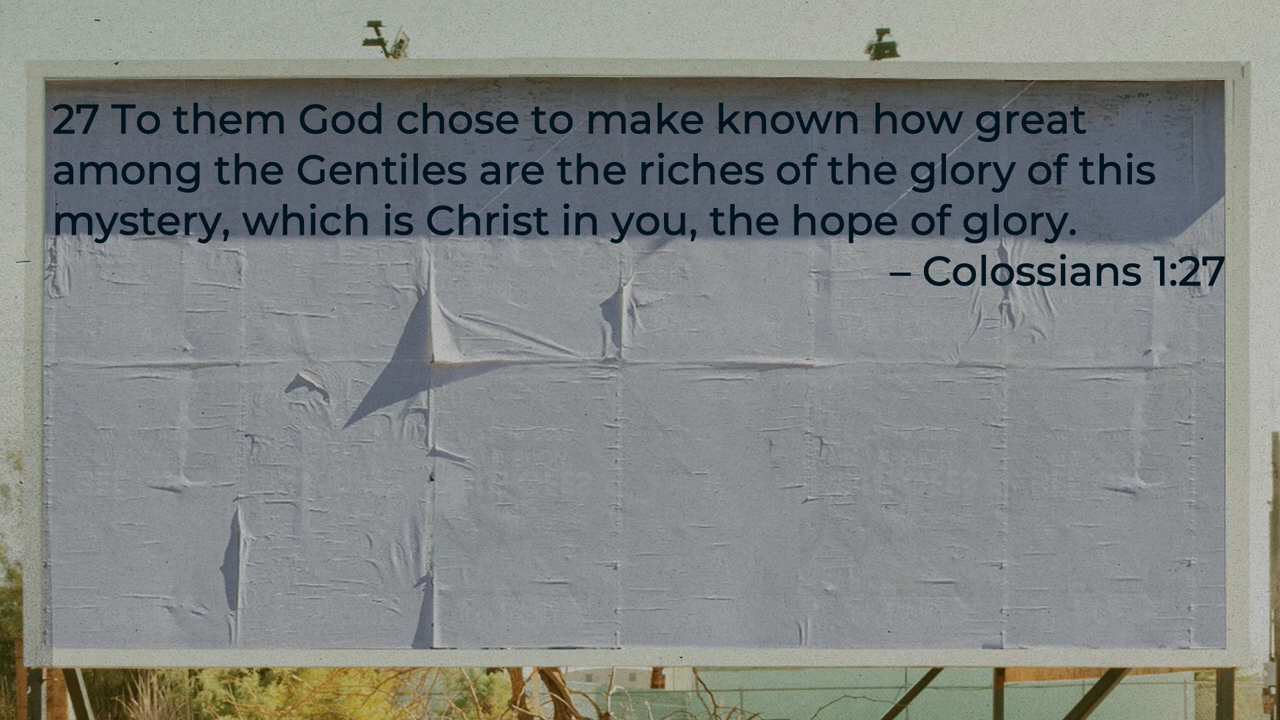 27 To them God chose to make known how great
among the Gentiles are the riches of the glory of this
mystery, which is Christ in you, the hope of glory.
– Colossians 1:27